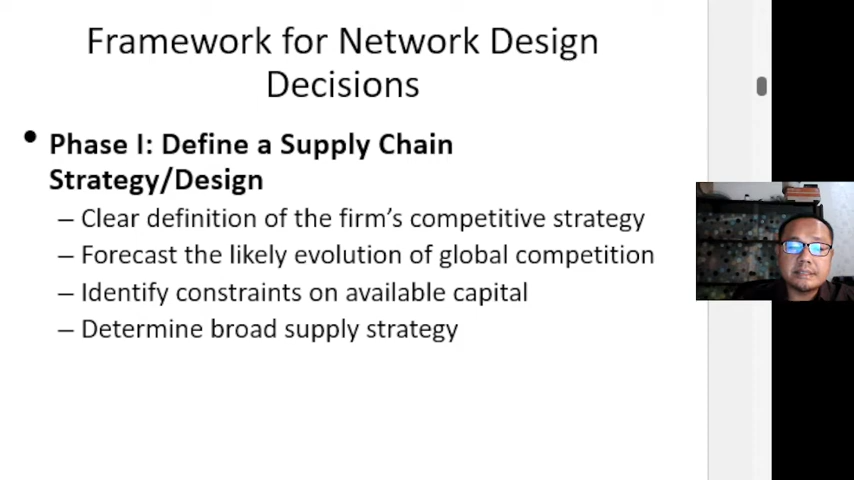 Framework for Network Design
Decisions
• Phase I: Define a Supply Chain
Strategy/Design
– Clear definition of the firm's competitive strategy
– Forecast the likely evolution of global competition
– Identify constraints on available capital
– Determine broad supply strategy